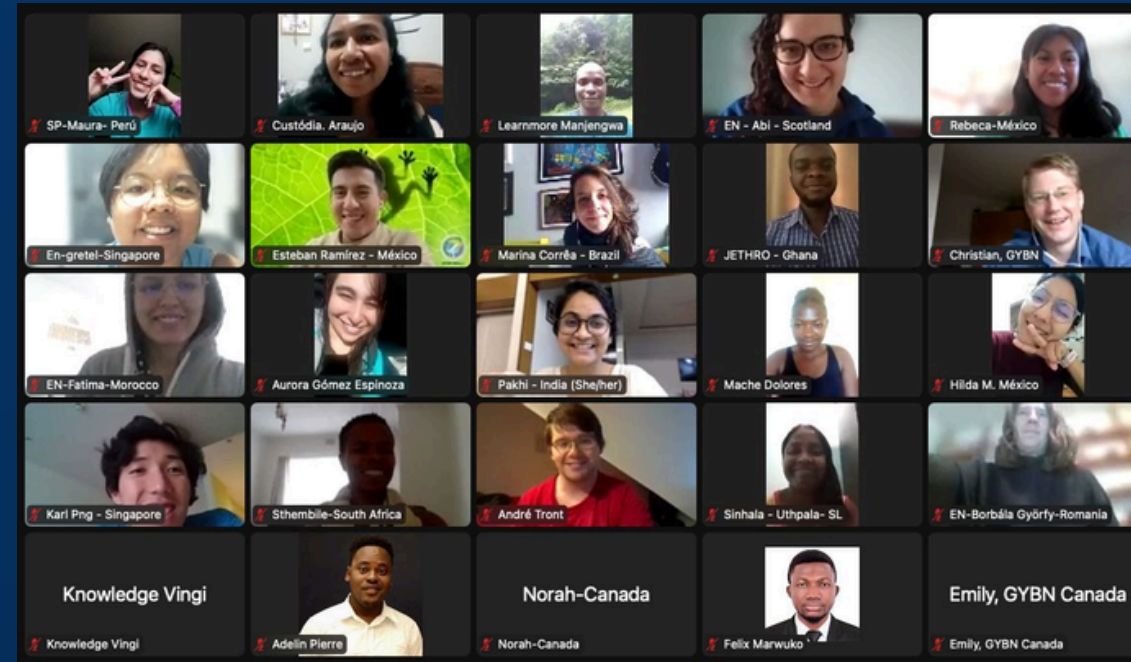 SP-Maura- Perú
Custódia. Araujo
Learnmore Manjengwa
EN - Abi - Scotland
Rebeca-México
En-gretel-Singapore
Esteban Ramírez - México
Marina Corrêa - Brazil
JETHRO - Ghana
Christian, GYBN
EN-Fatima-Morocco
Aurora Gómez Espinoza
Pakhi - India (She/her)
Mache Dolores
Hilda M. México
Karl Png - Singapore
Sthembile-South Africa
André Tront
Sinhala - Uthpala- SL
EN-Borbála Györfy-Romania
Knowledge Vingi
Knowledge Vingi
Adelin Pierre
Norah-Canada
Norah-Canada
Felix Marwuko
Emily, GYBN Canada
Emily, GYBN Canada